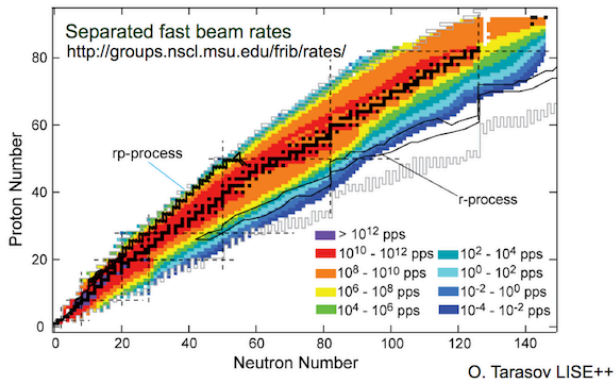 Separated fast beam rates
http://groups.nscl.msu.edu/frib/rates/
80
60
40
20
0
Proton Number
rp-process
r-process
> 10¹² pps
10¹⁰ - 10¹² pps
10⁸ - 10¹⁰ pps
10⁶ - 10⁸ pps
10⁴ - 10⁶ pps
10² - 10⁴ pps
10⁰ - 10² pps
10⁻² - 10⁰ pps
10⁻⁴ - 10⁻² pps
0 20 40 60 80 100 120 140
Neutron Number
O. Tarasov LISE++